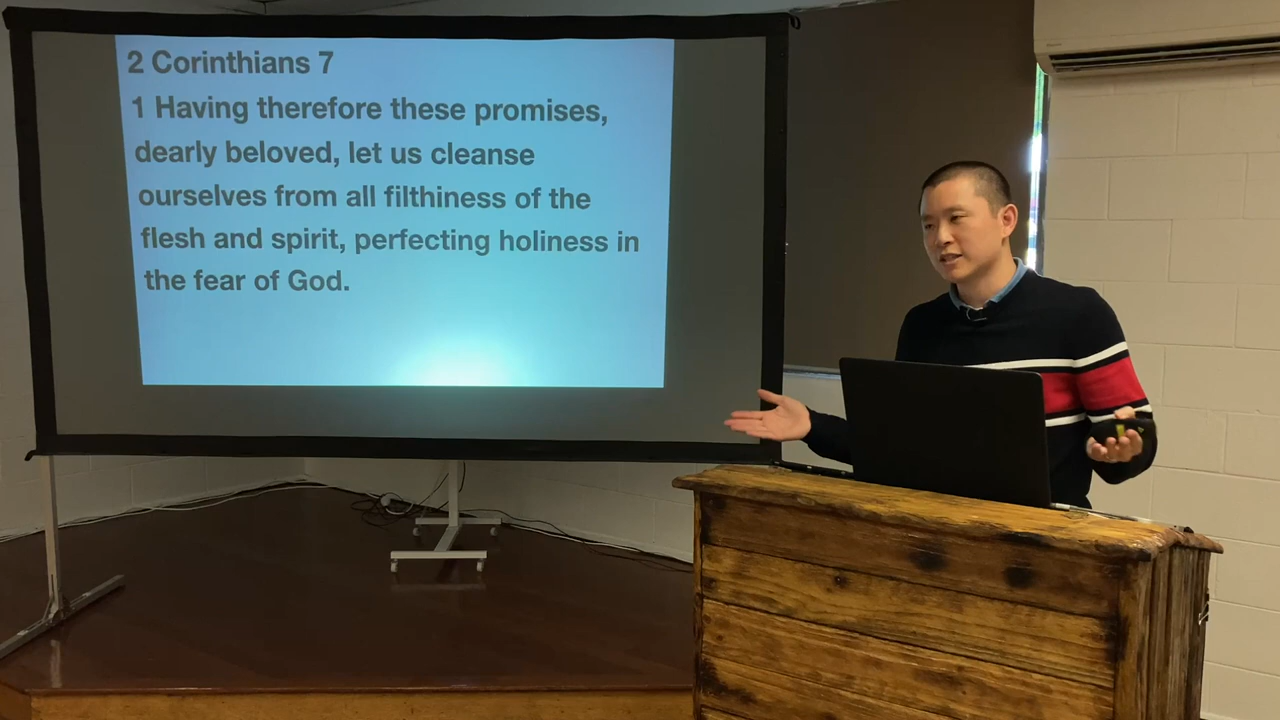 2 Corinthians 7
1 Having therefore these promises,
dearly beloved, let us cleanse
ourselves from all filthiness of the
flesh and spirit, perfecting holiness in
the fear of God.